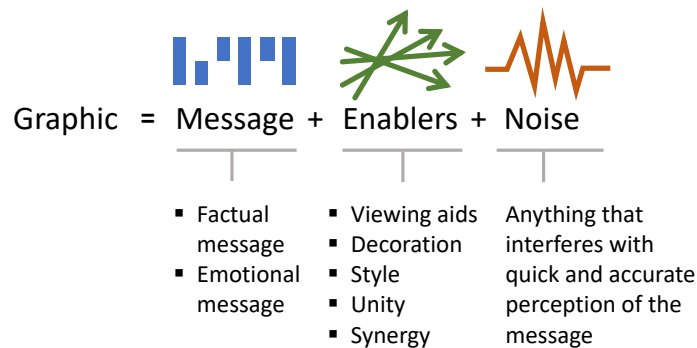 Graphic = Message + Enablers + Noise
▪ Factual
message
▪ Emotional
message
▪ Viewing aids
▪ Decoration
▪ Style
▪ Unity
▪ Synergy
Anything that
interferes with
quick and accurate
perception of the
message